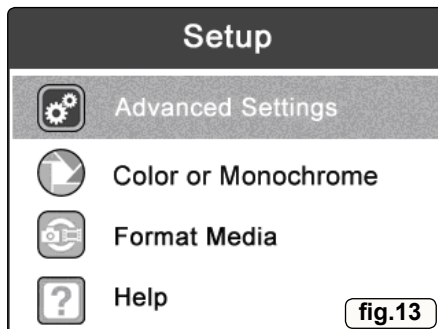 Setup
Advanced Settings
Color or Monochrome
Format Media
? Help
fig.13